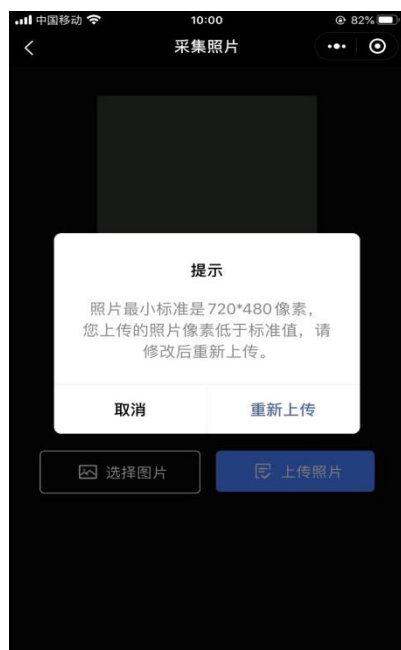 中国移动 10:00 82%
采集照片
提示
照片最小标准是720*480像素，
您上传的照片像素低于标准值，请
修改后重新上传。
取消 重新上传
选择图片 上传照片